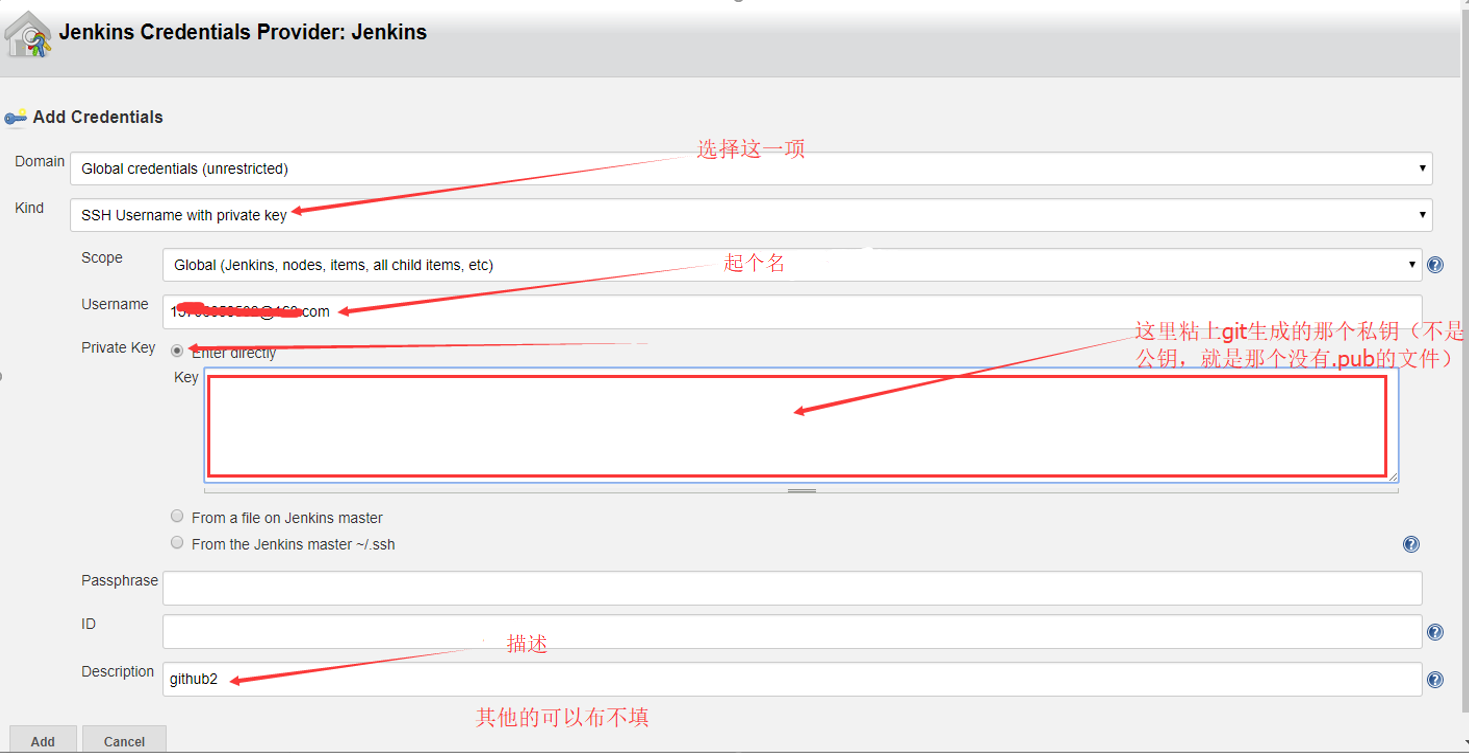 Jenkins Credentials Provider: Jenkins
Add Credentials
选择这一项
Domain
Global credentials (unrestricted)
Kind
SSH Username with private key
Scope
Global (Jenkins, nodes, items, all child items, etc)
起个名
Username
com
Private Key
Enter directly
这里粘上git生成的那个私钥（不是
公钥，就是那个没有.pub的文件）
Key
From a file on Jenkins master
From the Jenkins master ~/.ssh
Passphrase
ID
描述
Description
github2
其他的可以布不填
Add
Cancel